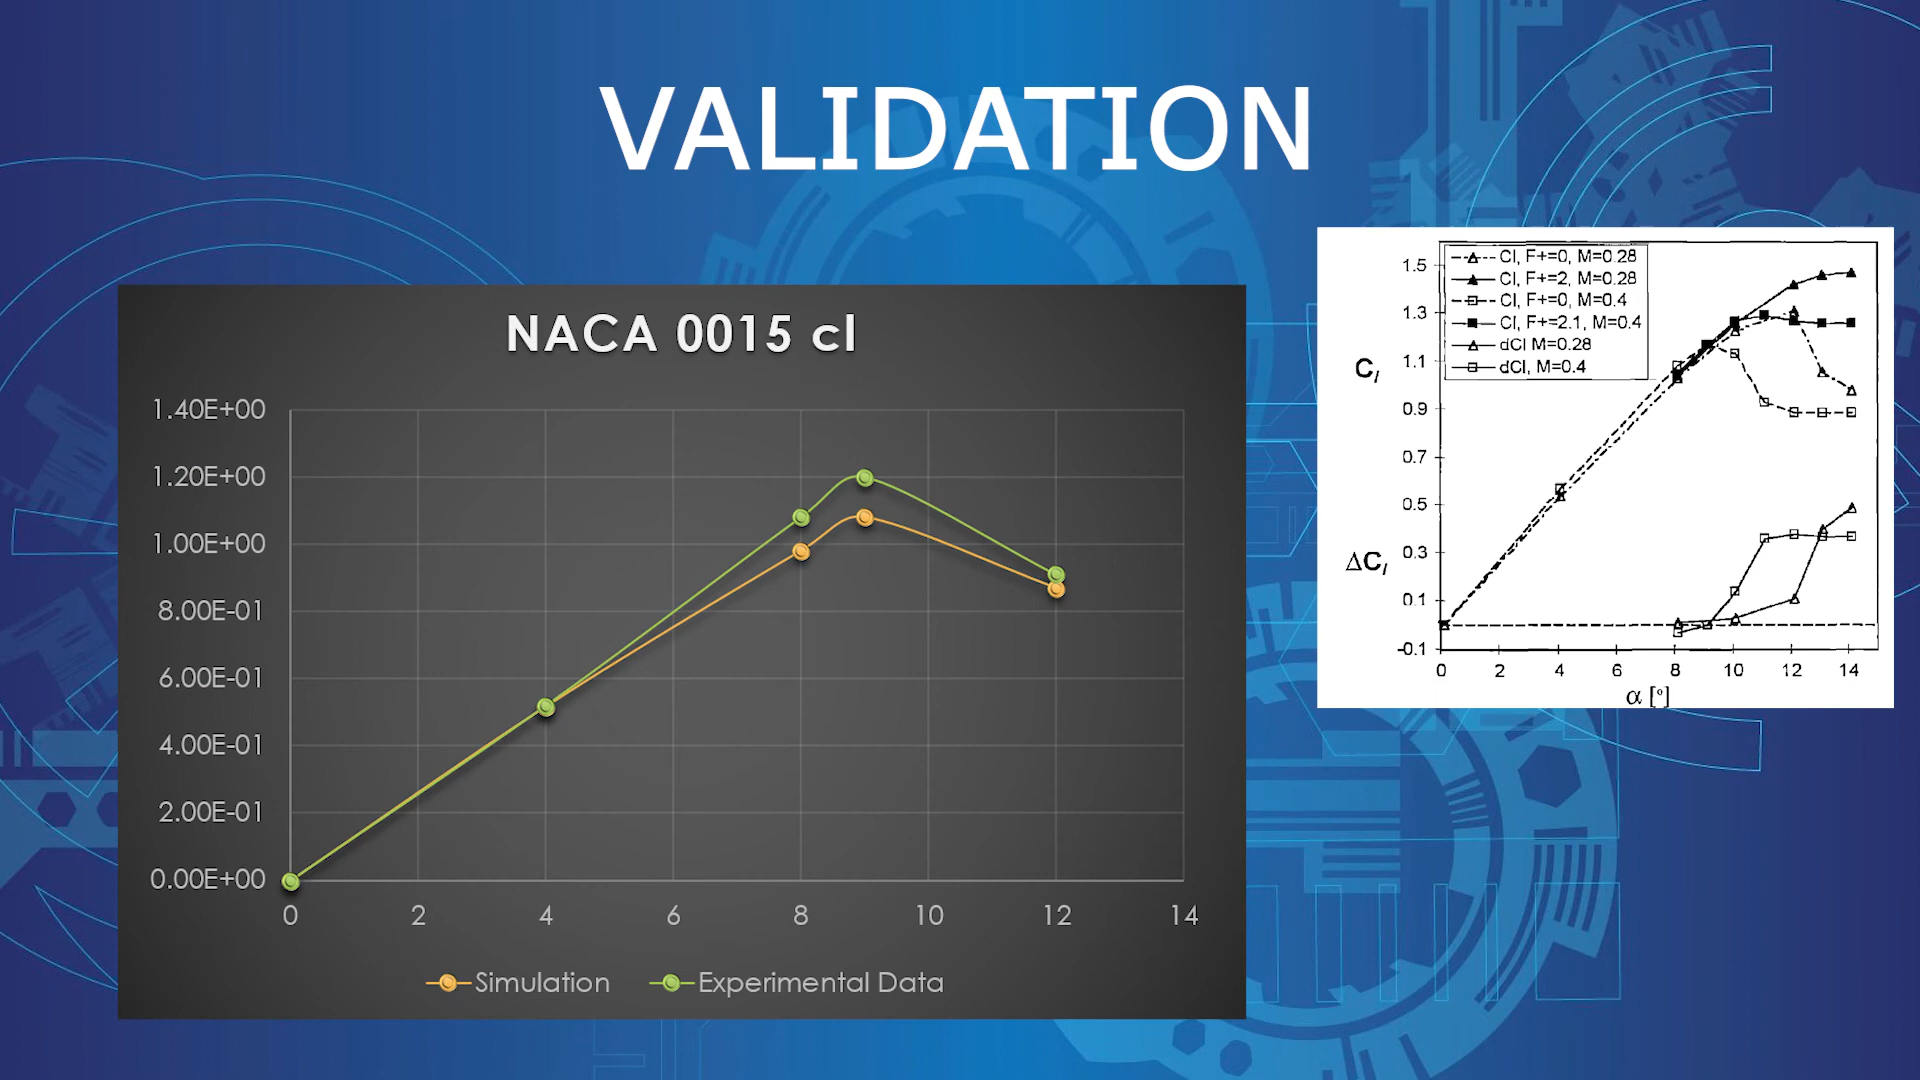 VALIDATION
NACA 0015 cl
1.40E+00
1.20E+00
1.00E+00
8.00E-01
6.00E-01
4.00E-01
2.00E-01
0.00E+00
0 2 4 6 8 10 12 14
Simulation Experimental Data
Cl, F+=0, M=0.28
Cl, F+=2, M=0.28
Cl, F+=0, M=0.4
Cl, F+=2.1, M=0.4
dCl M=0.28
dCl, M=0.4
1.5
1.3
Cl
1.1
0.9
0.7
0.5
ΔCl
0.3
0.1
-0.1
0 2 4 6 8 10 12 14
α [°]